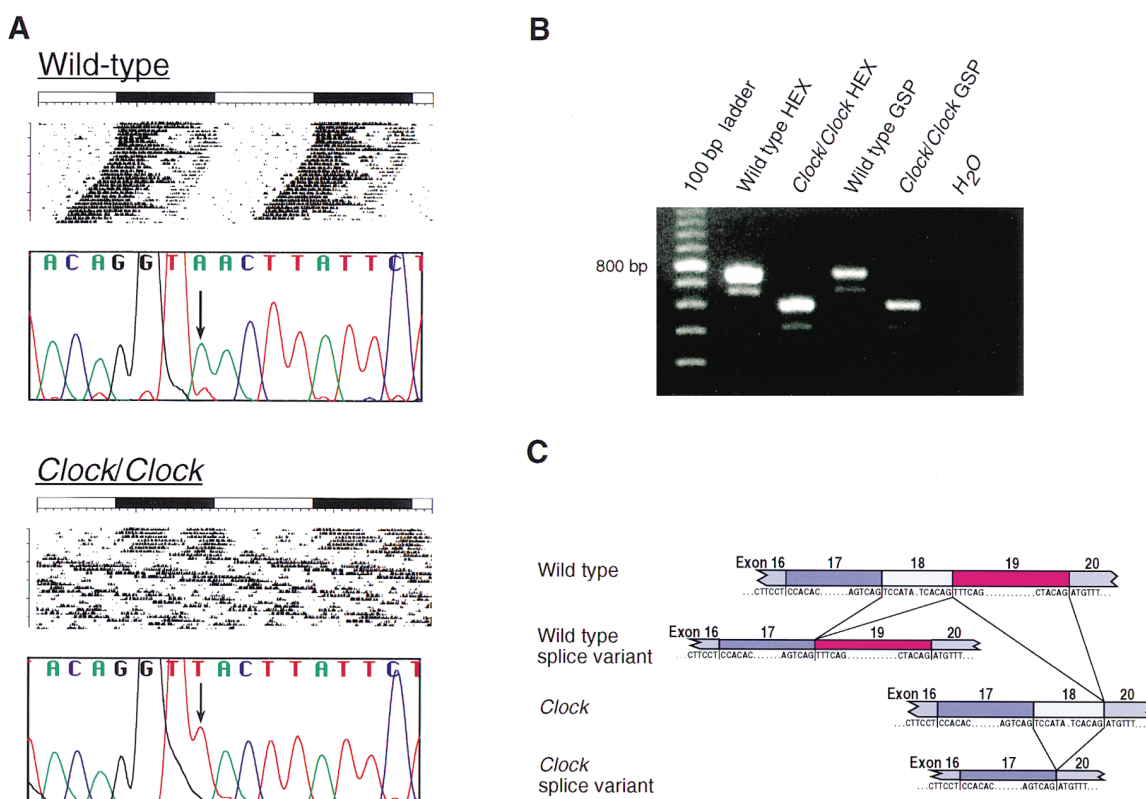 A
Wild-type
A C A G G T A A C T T A T T C T
Clock/Clock
A C A G G T T A C T T A T T C T
B
100 bp ladder
Wild type HEX
Clock/Clock HEX
Wild type GSP
Clock/Clock GSP
H2O
800 bp
C
Wild type
Exon 16 17 18 19 20
...CTTCCT CCACAC.......AGTCAG TCCATA.TCACAG TTTCAG............CTACAG ATGTTT...
Wild type
splice variant
Exon 16 17 19 20
CTTCCT CCACAC.......AGTCAG TTTCAG............CTACAG ATGTTT...
Clock
Exon 16 17 18 20
...CTTCCT CCACAC.......AGTCAG TCCATA.TCACAG ATGTTT...
Clock
splice variant
Exon 16 17 20
...CTTCCT CCACAC.......AGTCAG ATGTTT...